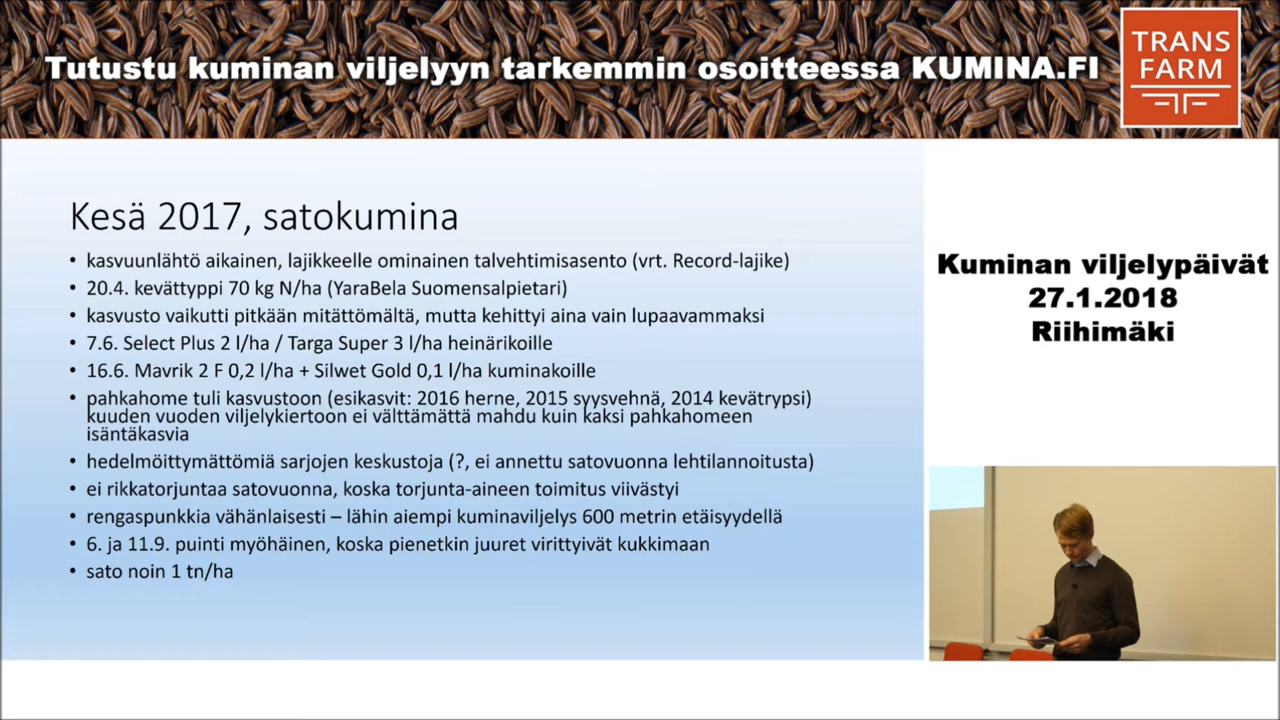 Tutustu kuminan viljelyyn tarkemmin osoitteessa KUMINA.FI
TRANS
FARM
Kesä 2017, satokumina
• kasvuunlähtö aikainen, lajikkeelle ominainen talvehtimisasento (vrt. Record-lajike)
• 20.4. kevättyppi 70 kg N/ha (YaraBela Suomensalpietari)
• kasvusto vaikutti pitkään mitättömältä, mutta kehittyi aina vain lupaavammaksi
• 7.6. Select Plus 2 l/ha / Targa Super 3 l/ha heinärikoille
• 16.6. Mavrik 2 F 0,2 l/ha + Silwet Gold 0,1 l/ha kuminakoille
• pahkahome tuli kasvustoon (esikasvit: 2016 herne, 2015 syysvehnä, 2014 kevätrypsi)
kuuden vuoden viljelykiertoon ei välttämättä mahdu kuin kaksi pahkahomeen
isäntäkasvia
• hedelmöittymättömiä sarjojen keskustoja (?, ei annettu satovuonna lehtilannoitusta)
• ei rikkatorjuntaa satovuonna, koska torjunta-aineen toimitus viivästyi
• rengaspunkkia vähänlaisesti – lähin aiempi kuminaviljelys 600 metrin etäisyydellä
• 6. ja 11.9. puinti myöhäinen, koska pienetkin juuret virittyivät kukkimaan
• sato noin 1 tn/ha
Kuminan viljelypäivät
27.1.2018
Riihimäki